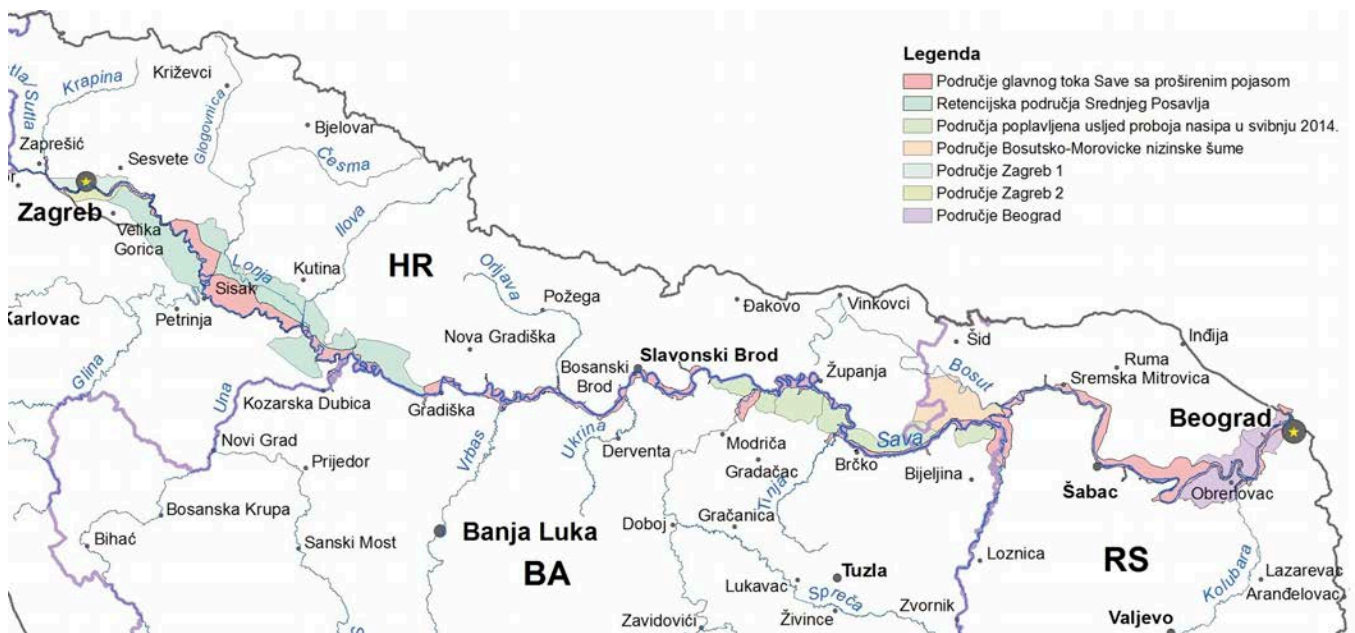 Legenda
Područje glavnog toka Save sa proširenim pojasom
Retencijska područja Srednjeg Posavlja
Područja poplavljena usljed proboja nasipa u svibnju 2014.
Područje Bosutsko-Morovicke nizinske šume
Područje Zagreb 1
Područje Zagreb 2
Područje Beograd
Sutla
Krapina
Križevci
Glogovnica
Bjelovar
Zaprešić
Sesvete
Česma
Zagreb
Velika
Gorica
Ilova
HR
Lonja
Kutina
Sisak
Petrinja
Karlovac
Orljava
Požega
Đakovo
Vinkovci
Nova Gradiška
Šid
Inđija
Glina
Una
Kozarska Dubica
Gradiška
Bosanski
Brod
Slavonski Brod
Županja
Bosut
Ruma
Sremska Mitrovica
Beograd
Novi Grad
Prijedor
Vrbas
Ukrina
Derventa
Modriča
Gradačac
Tinja
Sava
Brčko
Bijeljina
Šabac
Obrenovac
Bosanska Krupa
Bihać
Sanski Most
Banja Luka
BA
Doboj
Gračanica
Lukavac
Tuzla
Spreča
Živince
Zvornik
Zavidovići
Loznica
RS
Kolubara
Lazarevac
Aranđelovac
Valjevo